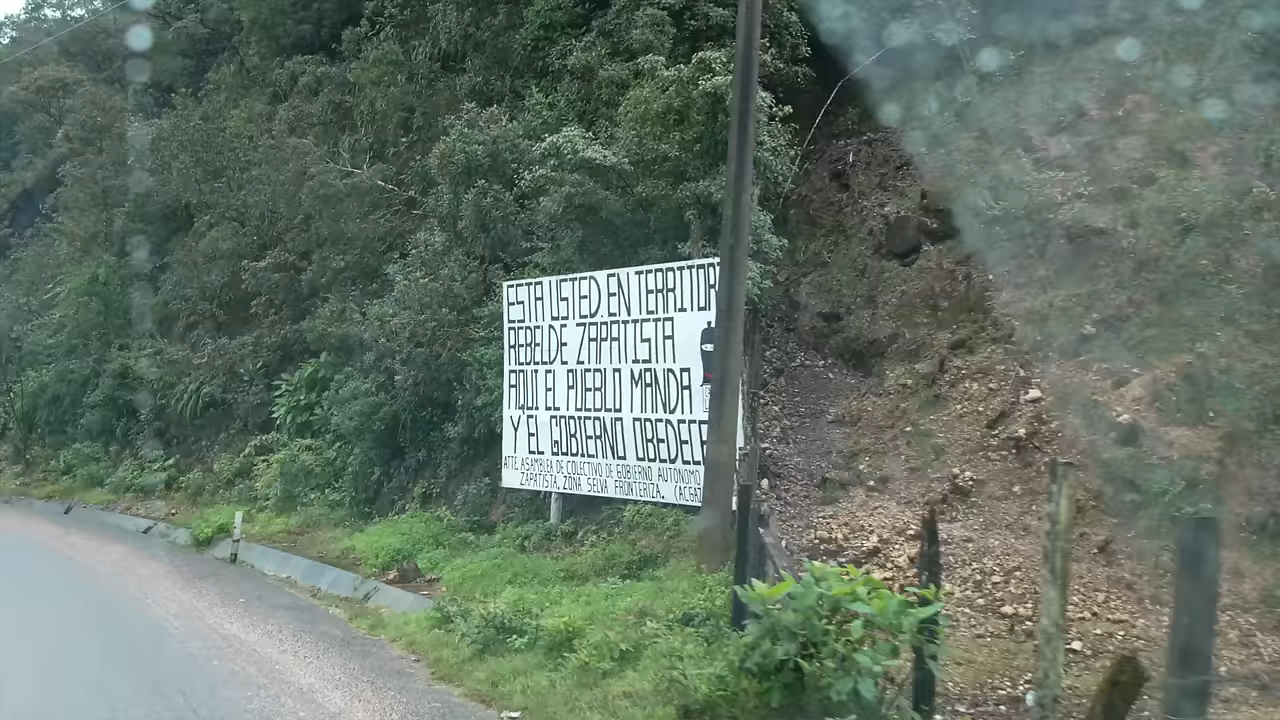 ESTA USTED. EN TERRITOR
REBELDE ZAPATISTA
AQUI EL PUEBLO MANDA
Y EL GOBIERNO OBEDECE
ATTE. ASAMBLEA DE COLECTIVO DE GOBIERNO AUTONOMO
ZAPATISTA, ZONA SELVA FRONTERIZA. (ACGAZ